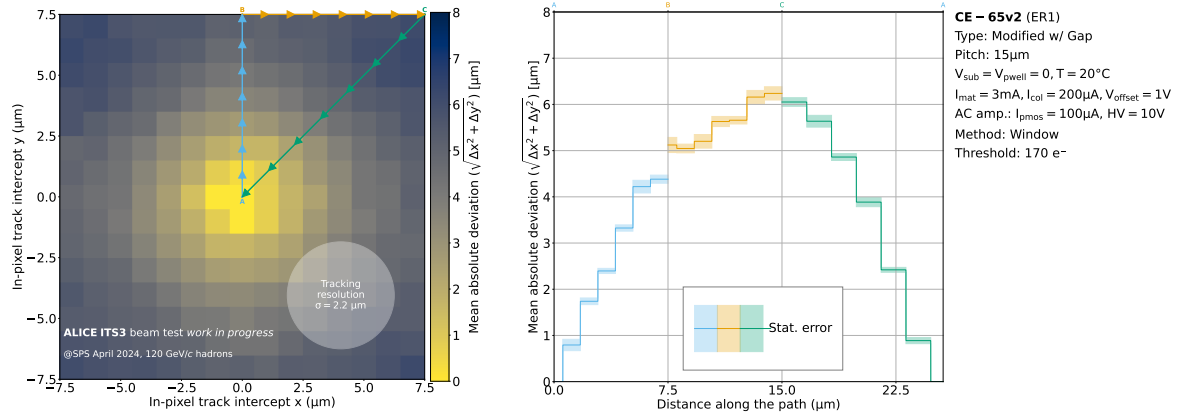 B
C
A
7.5
5.0
2.5
0.0
−2.5
−5.0
−7.5
In-pixel track intercept y (μm)
−7.5
−5.0
−2.5
0.0
2.5
5.0
7.5
In-pixel track intercept x (μm)
Tracking
resolution
σ = 2.2 μm
ALICE ITS3 beam test work in progress
@SPS April 2024, 120 GeV/c hadrons
8
7
6
5
4
3
2
1
0
Mean absolute deviation (√Δx² + Δy²) [μm]
A
B
C
A
8
7
6
5
4
3
2
1
0
Mean absolute deviation (√Δx² + Δy²) [μm]
0.0
7.5
15.0
22.5
Distance along the path (μm)
Stat. error
CE − 65v2 (ER1)
Type: Modified w/ Gap
Pitch: 15μm
V_sub = V_pwell = 0, T = 20°C
I_mat = 3mA, I_col = 200μA, V_offset = 1V
AC amp.: I_pmos = 100μA, HV = 10V
Method: Window
Threshold: 170 e⁻